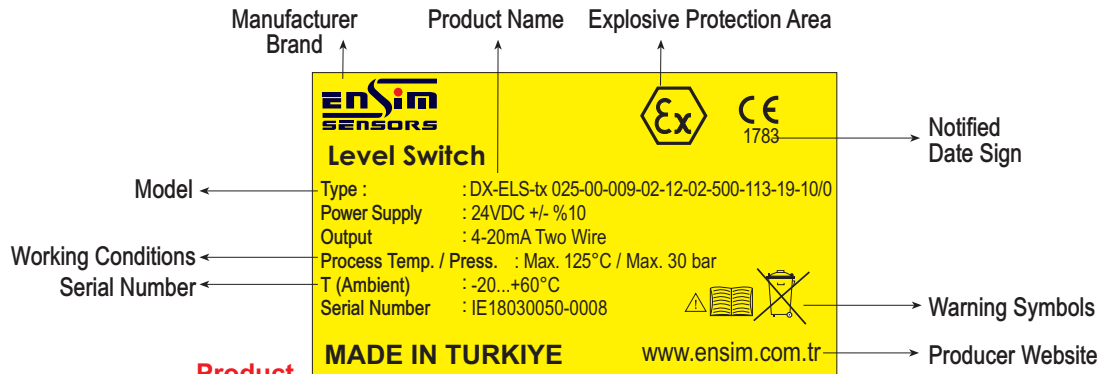 Manufacturer Brand
Product Name
Explosive Protection Area
ENSIM
SENSORS
Ex
CE
1783
Notified Date Sign
Level Switch
Model
Type : : DX-ELS-tx 025-00-009-02-12-02-500-113-19-10/0
Power Supply : 24VDC +/- %10
Output : 4-20mA Two Wire
Working Conditions
Process Temp. / Press. : Max. 125°C / Max. 30 bar
Serial Number
T (Ambient) : -20...+60°C
Serial Number : IE18030050-0008
Warning Symbols
MADE IN TURKIYE
www.ensim.com.tr
Producer Website
Product